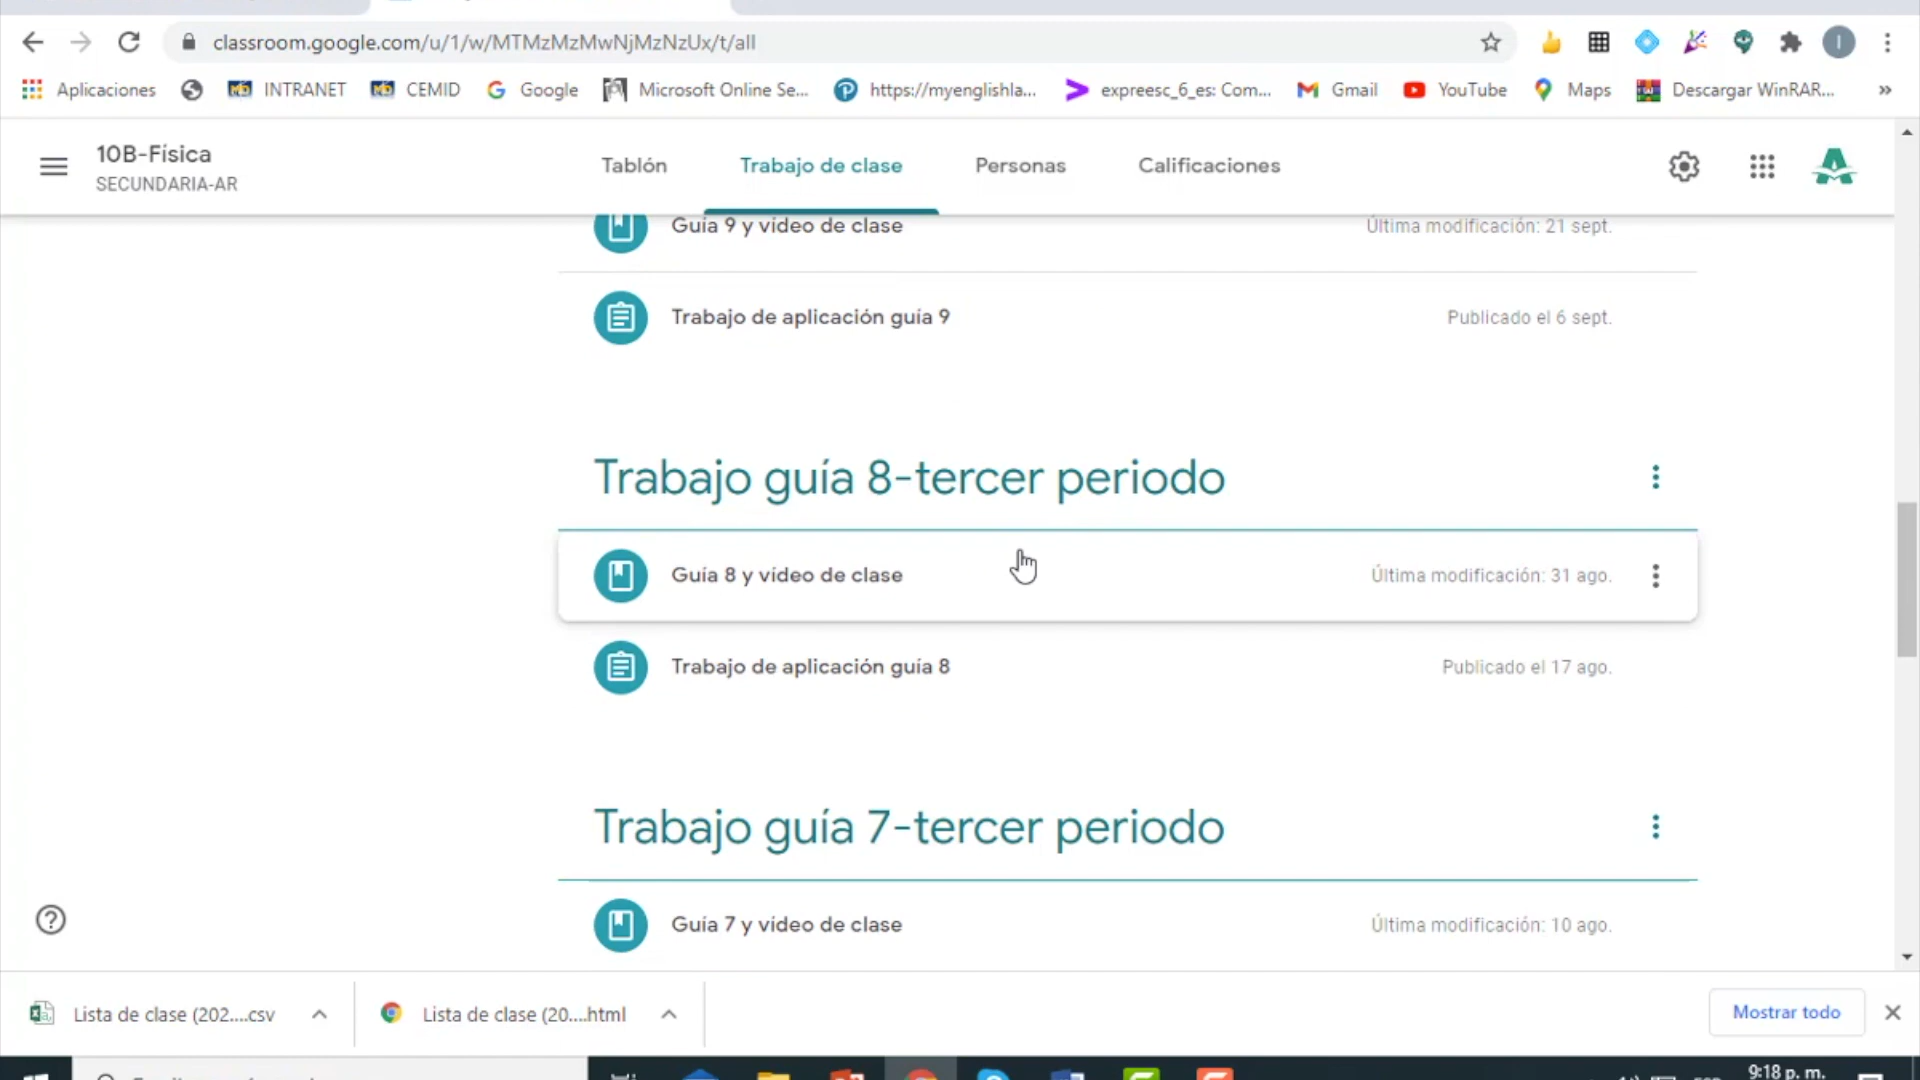 classroom.google.com/u/1/w/MTMzMzMwNjMzNzUx/t/all
I
Aplicaciones
INTRANET
CEMID
Google
Microsoft Online Se...
https://myenglishla...
expreesc_6_es: Com...
Gmail
YouTube
Maps
Descargar WinRAR...
»
10B-Física
SECUNDARIA-AR
Tablón
Trabajo de clase
Personas
Calificaciones
Guía 9 y vídeo de clase
Última modificación: 21 sept.
Trabajo de aplicación guía 9
Publicado el 6 sept.
Trabajo guía 8-tercer periodo
Guía 8 y vídeo de clase
Última modificación: 31 ago.
Trabajo de aplicación guía 8
Publicado el 17 ago.
Trabajo guía 7-tercer periodo
Guía 7 y vídeo de clase
Última modificación: 10 ago.
Lista de clase (202....csv
Lista de clase (20....html
Mostrar todo
9:18 p. m.